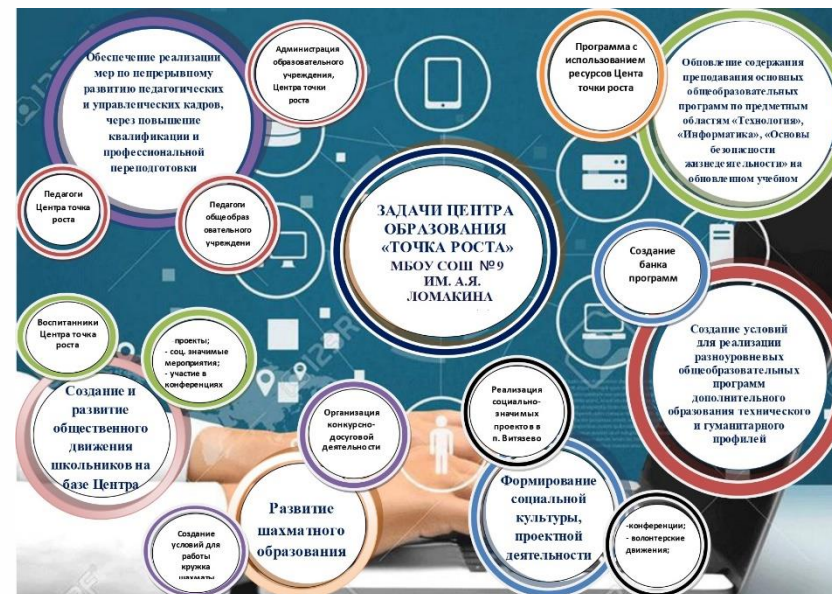 Обеспечение реализации
мер по непрерывному
развитию педагогических
и управленческих кадров,
через повышение
квалификации и
профессиональной
переподготовки
Администрация
образовательного
учреждения,
Центра точки
роста
Педагоги
Центра точка
роста
Педагоги
общеобраз
овательного
учреждени
Программа с
использованием
ресурсов Цента
точки роста
Обновление содержания
преподавания основных
общеобразовательных
программ по предметным
областям «Технология»,
«Информатика», «Основы
безопасности
жизнедеятельности» на
обновленном учебном
ЗАДАЧИ ЦЕНТРА
ОБРАЗОВАНИЯ
«ТОЧКА РОСТА»
МБОУ СОШ №9
ИМ. А.Я.
ЛОМАКИНА
Создание
банка
программ
Создание условий
для реализации
разноуровневых
общеобразовательных
программ
дополнительного
образования технического
и гуманитарного
профилей
Воспитанники
Центра точка
роста
-проекты;
- соц. значимые
мероприятия;
- участие в
конференциях
Создание и
развитие
общественного
движения
школьников на
базе Центра
Организация
конкурсно-
досуговой
деятельности
Развитие
шахматного
образования
Создание
условий для
работы
кружка
шахматы
Реализация
социально-
значимых
проектов в
п. Витязево
Формирование
социальной
культуры,
проектной
деятельности
-конференции;
- волонтерские
движения;